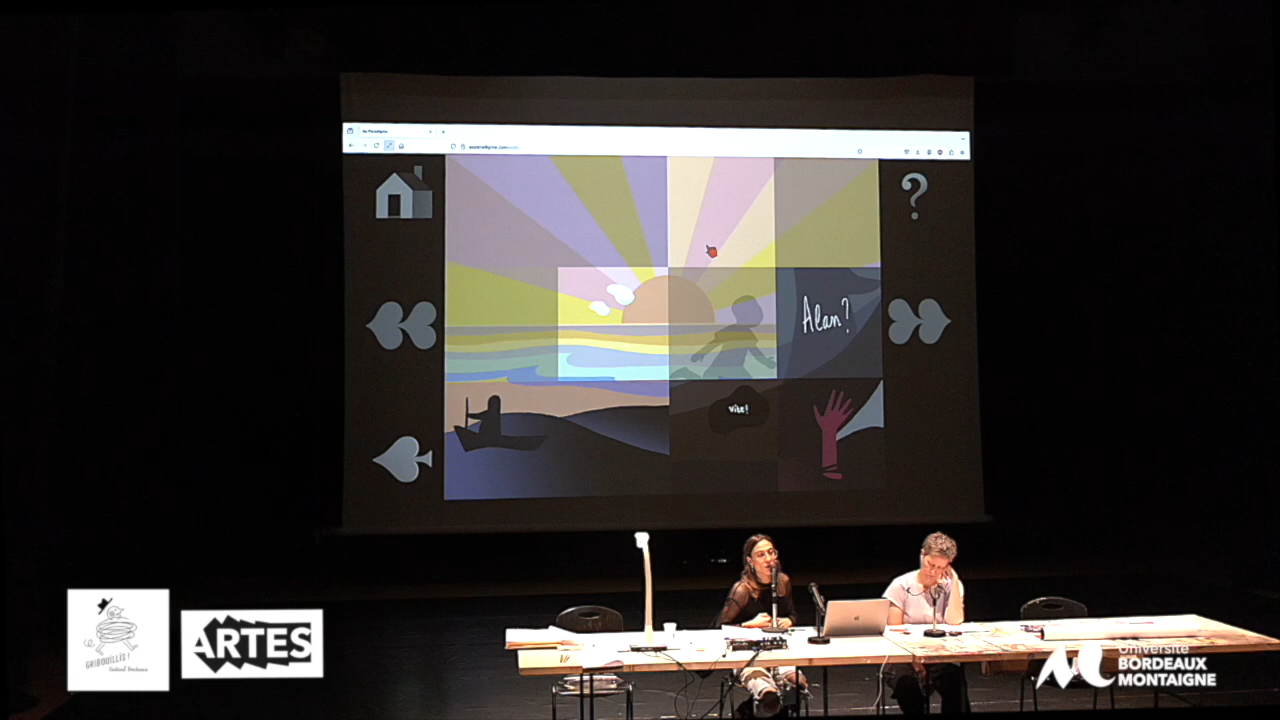 ?
Alan?
Vite!
GRIBOUILLIS!
ARTES
Université
BORDEAUX
MONTAIGNE